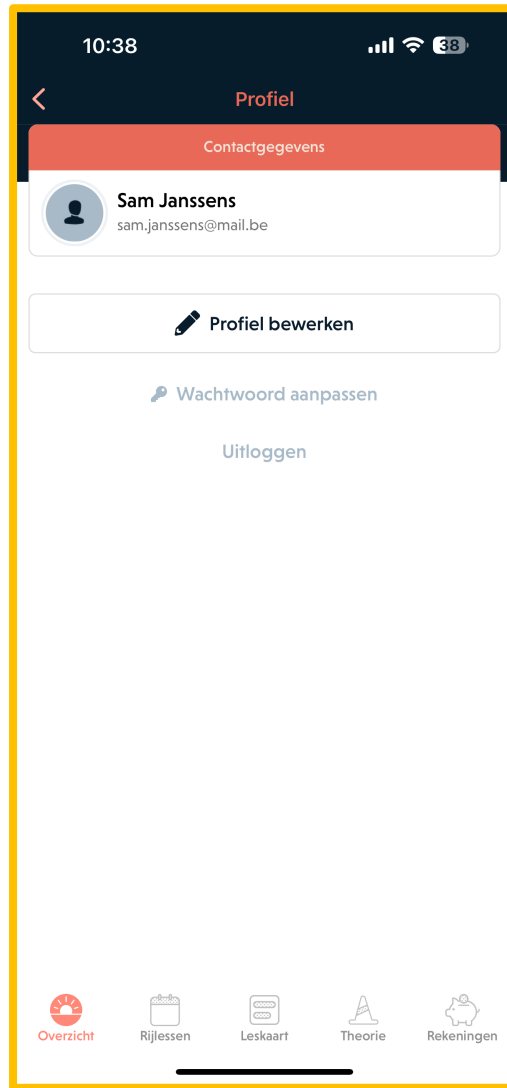 10:38
38
Profiel
Contactgegevens
Sam Janssens
sam.janssens@mail.be
Profiel bewerken
Wachtwoord aanpassen
Uitloggen
Overzicht Rijlessen Leskaart Theorie Rekeningen